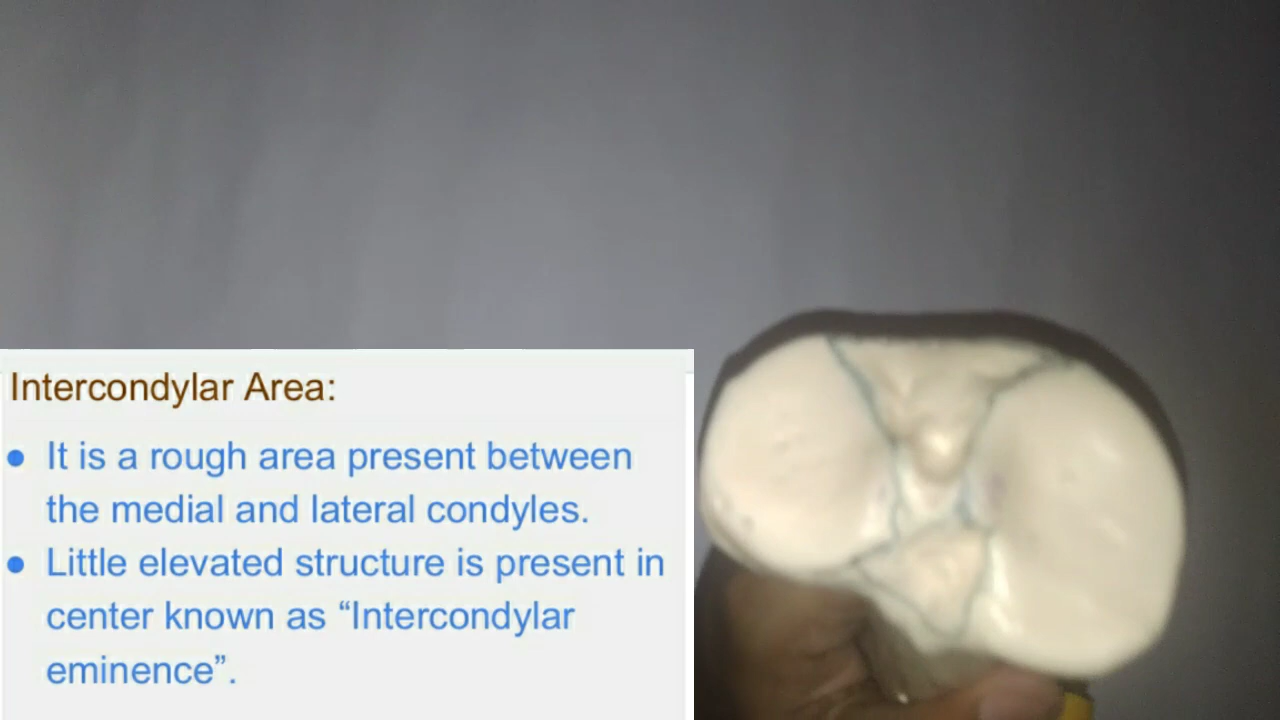 Intercondylar Area:
● It is a rough area present between
the medial and lateral condyles.
● Little elevated structure is present in
center known as “Intercondylar
eminence”.